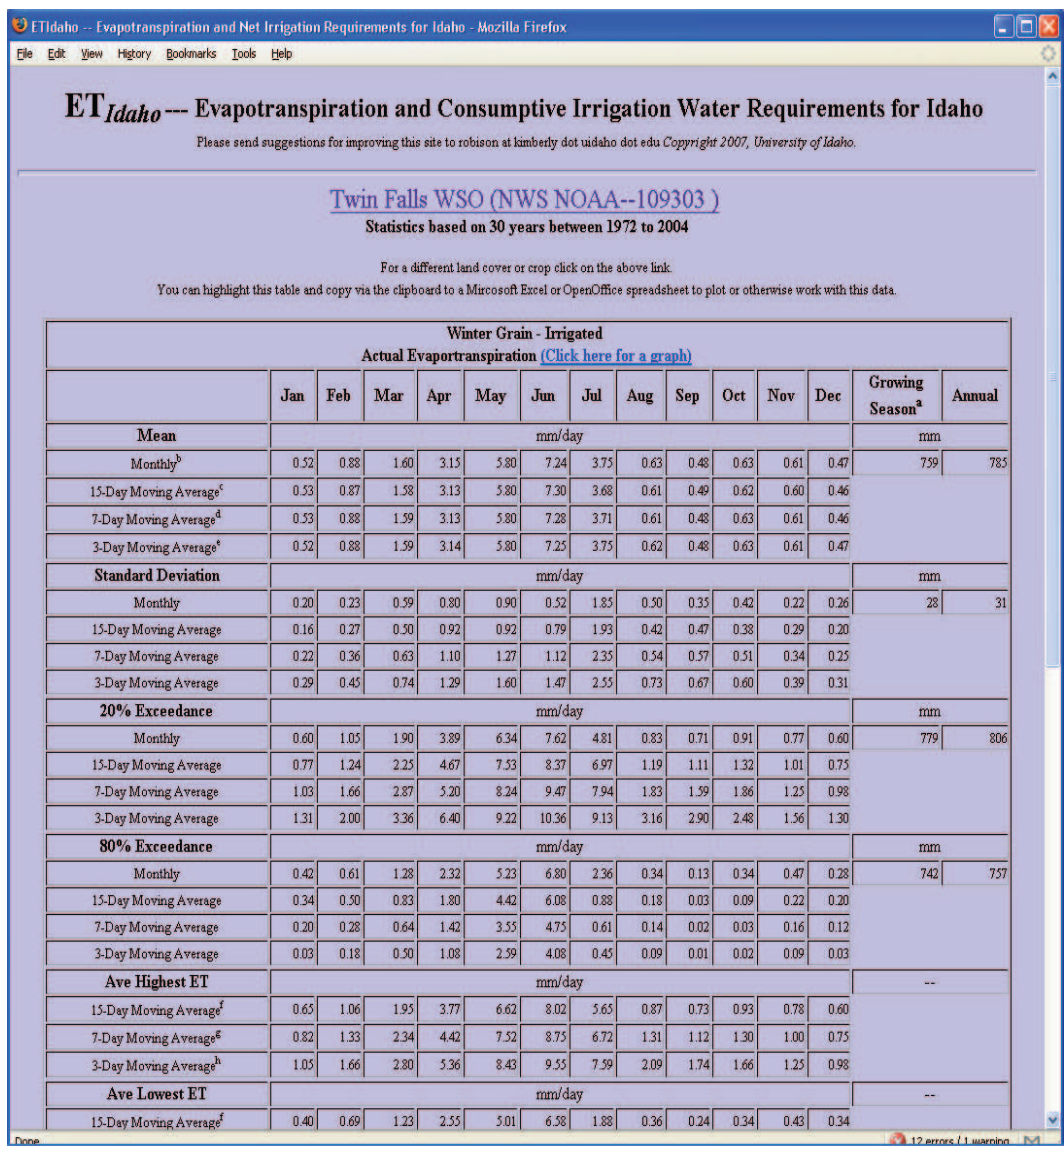 ETIdaho -- Evapotranspiration and Net Irrigation Requirements for Idaho - Mozilla Firefox
File Edit View History Bookmarks Tools Help
ETIdaho --- Evapotranspiration and Consumptive Irrigation Water Requirements for Idaho
Please send suggestions for improving this site to robison at kimberly dot uidaho dot edu Copyright 2007, University of Idaho.
Twin Falls WSO (NWS NOAA--109303 )
Statistics based on 30 years between 1972 to 2004
For a different land cover or crop click on the above link.
You can highlight this table and copy via the clipboard to a Mircosoft Excel or OpenOffice spreadsheet to plot or otherwise work with this data.
Winter Grain - Irrigated
Actual Evaportranspiration (Click here for a graph)
Jan Feb Mar Apr May Jun Jul Aug Sep Oct Nov Dec Growing Season^a Annual
Mean mm/day mm
Monthly^b 0.52 0.88 1.60 3.15 5.80 7.24 3.75 0.63 0.48 0.63 0.61 0.47 759 785
15-Day Moving Average^c 0.53 0.87 1.58 3.13 5.80 7.30 3.68 0.61 0.49 0.62 0.60 0.46
7-Day Moving Average^d 0.53 0.88 1.59 3.13 5.80 7.28 3.71 0.61 0.48 0.63 0.61 0.46
3-Day Moving Average^e 0.52 0.88 1.59 3.14 5.80 7.25 3.75 0.62 0.48 0.63 0.61 0.47
Standard Deviation mm/day mm
Monthly 0.20 0.23 0.59 0.80 0.90 0.52 1.85 0.50 0.35 0.42 0.22 0.26 28 31
15-Day Moving Average 0.16 0.27 0.50 0.92 0.92 0.79 1.93 0.42 0.47 0.38 0.29 0.20
7-Day Moving Average 0.22 0.36 0.63 1.10 1.27 1.12 2.35 0.54 0.57 0.51 0.34 0.25
3-Day Moving Average 0.29 0.45 0.74 1.29 1.60 1.47 2.55 0.73 0.67 0.60 0.39 0.31
20% Exceedance mm/day mm
Monthly 0.60 1.05 1.90 3.89 6.34 7.62 4.81 0.83 0.71 0.91 0.77 0.60 779 806
15-Day Moving Average 0.77 1.24 2.25 4.67 7.53 8.37 6.97 1.19 1.11 1.32 1.01 0.75
7-Day Moving Average 1.03 1.66 2.87 5.20 8.24 9.47 7.94 1.83 1.59 1.86 1.25 0.98
3-Day Moving Average 1.31 2.00 3.36 6.40 9.22 10.36 9.13 3.16 2.90 2.48 1.56 1.30
80% Exceedance mm/day mm
Monthly 0.42 0.61 1.28 2.32 5.23 6.80 2.36 0.34 0.13 0.34 0.47 0.28 742 757
15-Day Moving Average 0.34 0.50 0.83 1.80 4.42 6.08 0.88 0.18 0.03 0.09 0.22 0.20
7-Day Moving Average 0.20 0.28 0.64 1.42 3.55 4.75 0.61 0.14 0.02 0.03 0.16 0.12
3-Day Moving Average 0.03 0.18 0.50 1.08 2.59 4.08 0.45 0.09 0.01 0.02 0.09 0.03
Ave Highest ET mm/day --
15-Day Moving Average^f 0.65 1.06 1.95 3.77 6.62 8.02 5.65 0.87 0.73 0.93 0.78 0.60
7-Day Moving Average^g 0.82 1.33 2.34 4.42 7.52 8.75 6.72 1.31 1.12 1.30 1.00 0.75
3-Day Moving Average^h 1.05 1.66 2.80 5.36 8.43 9.55 7.59 2.09 1.74 1.66 1.25 0.98
Ave Lowest ET mm/day --
15-Day Moving Average^f 0.40 0.69 1.23 2.55 5.01 6.58 1.88 0.36 0.24 0.34 0.43 0.34
Done 12 errors / 1 warning